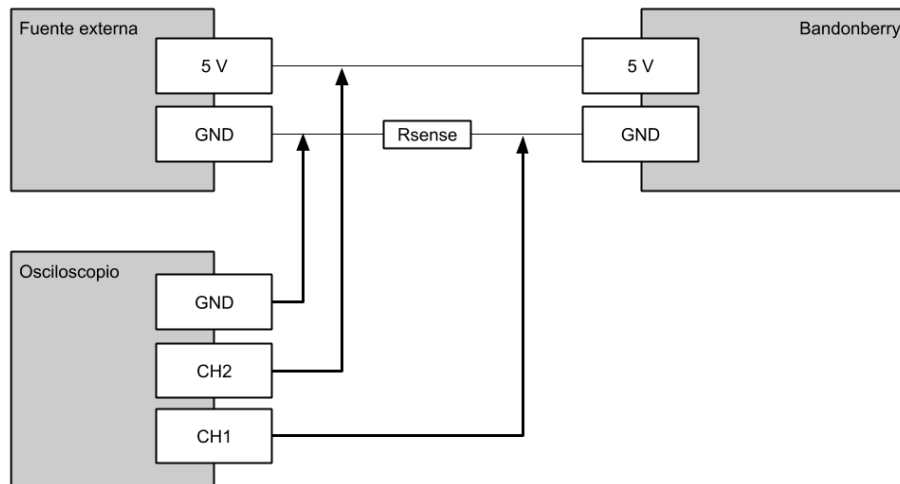 Fuente externa
5 V
GND
Rsense
Bandonberry
5 V
GND
Osciloscopio
GND
CH2
CH1